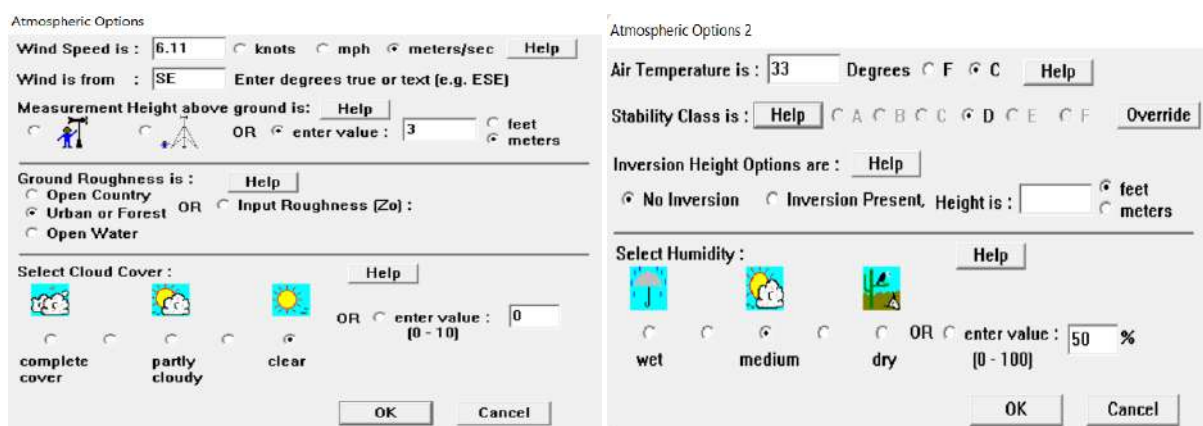 Atmospheric Options
Wind Speed is : 6.11 knots mph meters/sec Help
Wind is from : SE Enter degrees true or text (e.g. ESE)
Measurement Height above ground is: Help
OR enter value : 3 feet
meters
Ground Roughness is : Help
Open Country
Urban or Forest OR Input Roughness (Zo) :
Open Water
Select Cloud Cover : Help
OR enter value : 0
(0 - 10)
complete cover
partly cloudy
clear
OK Cancel
Atmospheric Options 2
Air Temperature is : 33 Degrees F C Help
Stability Class is : Help A B C D E F Override
Inversion Height Options are : Help
No Inversion Inversion Present, Height is : feet
meters
Select Humidity : Help
OR enter value : 50 %
wet medium dry (0 - 100)
OK Cancel